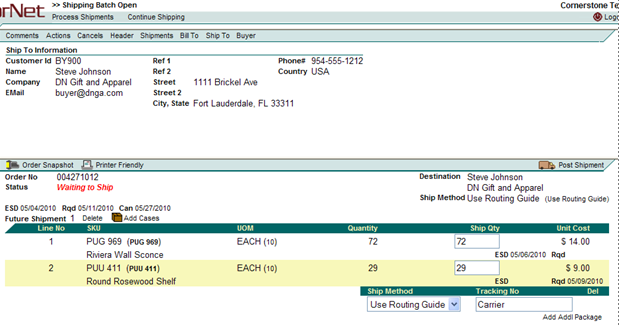 arNet >> Shipping Batch Open Cornerstone Te
Process Shipments Continue Shipping Logo
Comments Actions Cancels Header Shipments Bill To Ship To Buyer
Ship To Information
Customer Id BY900 Ref 1 Phone# 954-555-1212
Name Steve Johnson Ref 2 Country USA
Company DN Gift and Apparel Street 1111 Brickel Ave
EMail buyer@dnga.com Street 2
City, State Fort Lauderdale, FL 33311
Order Snapshot Printer Friendly Post Shipment
Order No 004271012 Destination Steve Johnson
Status Waiting to Ship DN Gift and Apparel
Ship Method Use Routing Guide (Use Routing Guide)
ESD 05/04/2010 Rqd 05/11/2010 Can 05/27/2010
Future Shipment 1 Delete Add Cases
Line No SKU UOM Quantity Ship Qty Unit Cost
1 PUG 969 (PUG 969) EACH (10) 72 72 $ 14.00
Riviera Wall Sconce ESD 05/06/2010 Rqd
2 PUU 411 (PUU 411) EACH (10) 29 29 $ 9.00
Round Rosewood Shelf ESD Rqd 05/09/2010
Ship Method Tracking No Del
Use Routing Guide Carrier
Add Addl Package